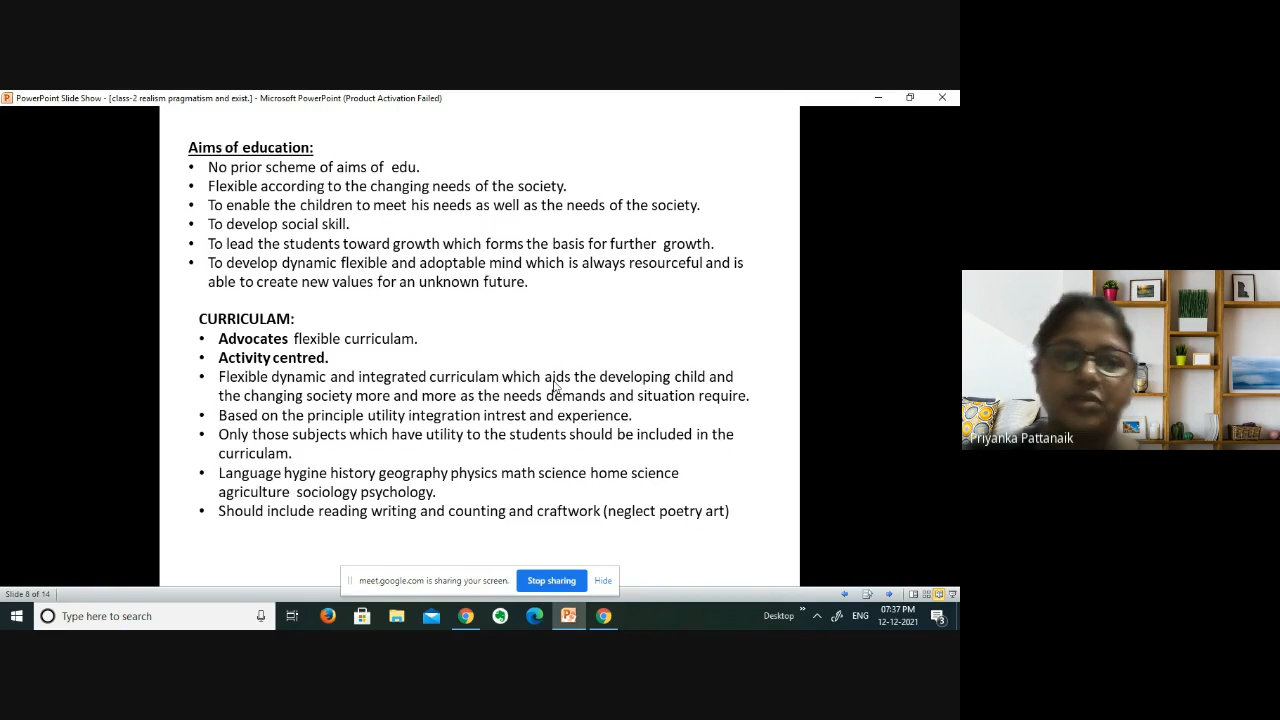 PowerPoint Slide Show - [class-2 realism pragmatism and exist.] - Microsoft PowerPoint (Product Activation Failed)
Aims of education:
• No prior scheme of aims of edu.
• Flexible according to the changing needs of the society.
• To enable the children to meet his needs as well as the needs of the society.
• To develop social skill.
• To lead the students toward growth which forms the basis for further growth.
• To develop dynamic flexible and adoptable mind which is always resourceful and is
able to create new values for an unknown future.
CURRICULAM:
• Advocates flexible curriculam.
• Activity centred.
• Flexible dynamic and integrated curriculam which aids the developing child and
the changing society more and more as the needs demands and situation require.
• Based on the principle utility integration intrest and experience.
• Only those subjects which have utility to the students should be included in the
curriculam.
• Language hygine history geography physics math science home science
agriculture sociology psychology.
• Should include reading writing and counting and craftwork (neglect poetry art)
Priyanka Pattanaik
meet.google.com is sharing your screen. Stop sharing Hide
Slide 8 of 14
Type here to search
Desktop
ENG
07:37 PM
12-12-2021
3